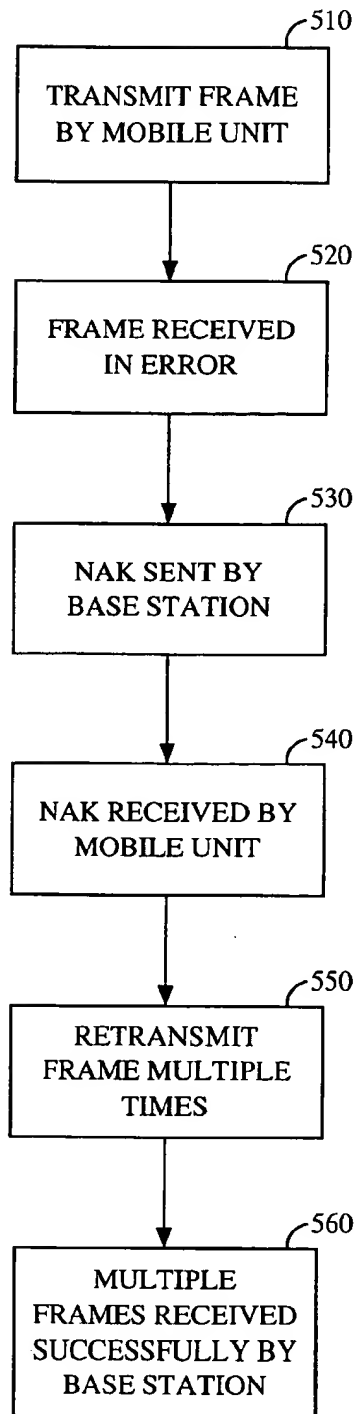 510
TRANSMIT FRAME
BY MOBILE UNIT
520
FRAME RECEIVED
IN ERROR
530
NAK SENT BY
BASE STATION
540
NAK RECEIVED BY
MOBILE UNIT
550
RETRANSMIT
FRAME MULTIPLE
TIMES
560
MULTIPLE
FRAMES RECEIVED
SUCCESSFULLY BY
BASE STATION